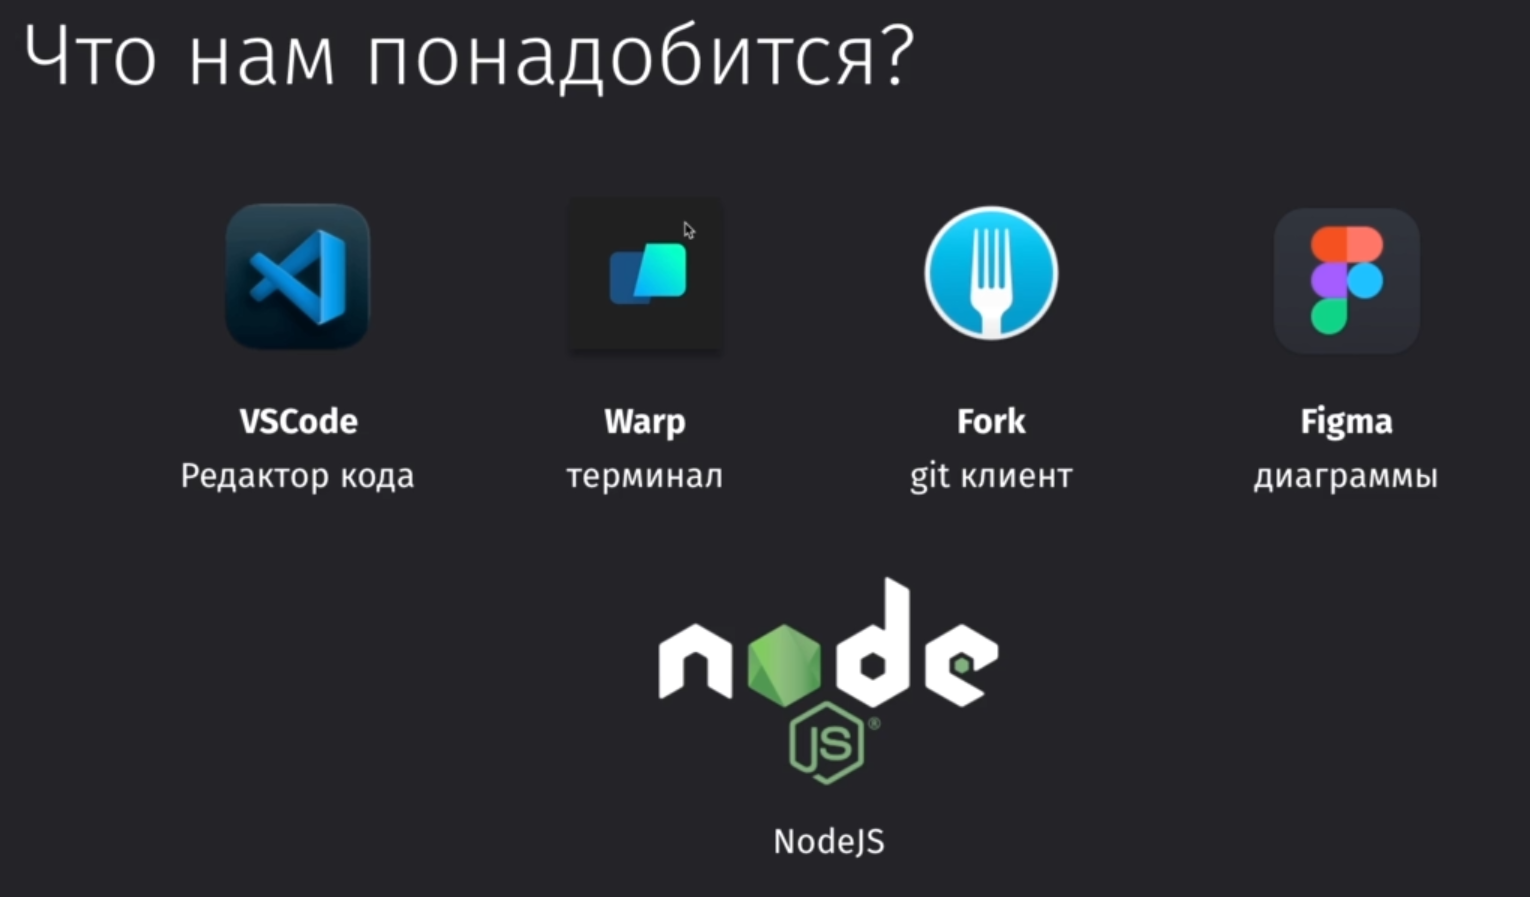 Что нам понадобится?
VSCode
Редактор кода
Warp
терминал
Fork
git клиент
Figma
диаграммы
node
JS®
NodeJS